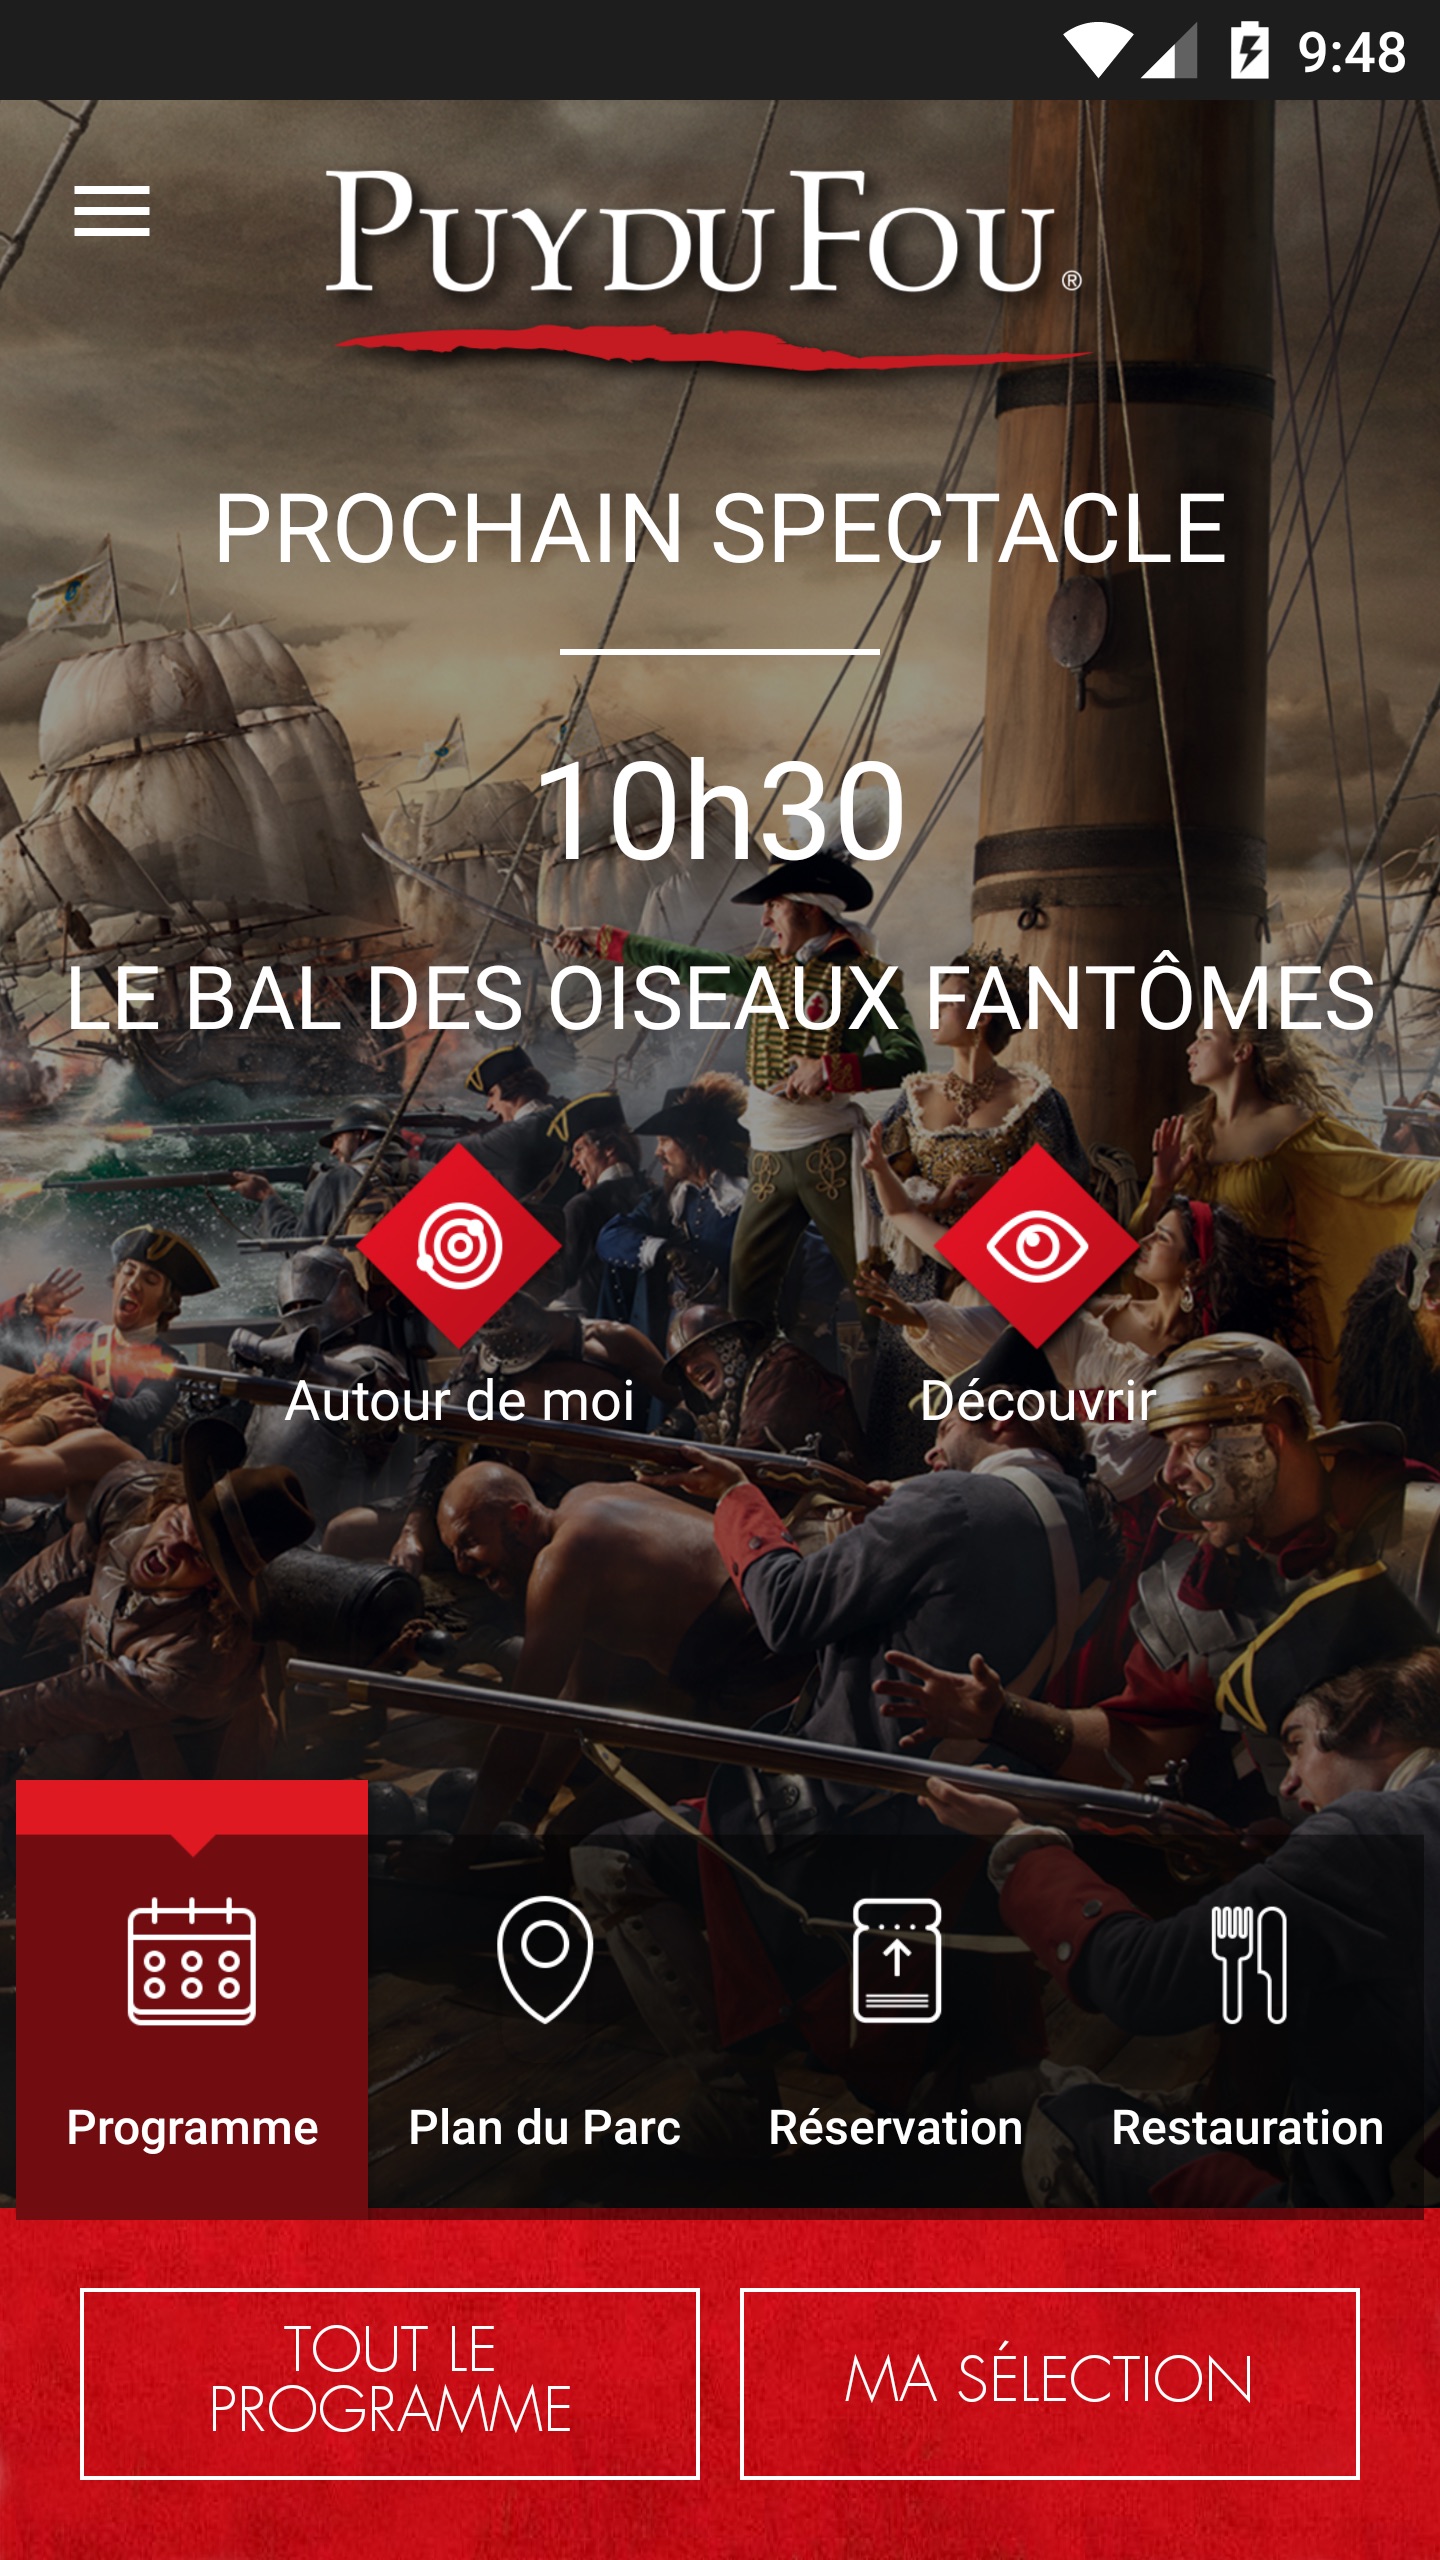 9:48
PUY DU FOU®
PROCHAIN SPECTACLE
10h30
LE BAL DES OISEAUX FANTÔMES
Autour de moi
Découvrir
Programme
Plan du Parc
Réservation
Restauration
TOUT LE
PROGRAMME
MA SÉLECTION